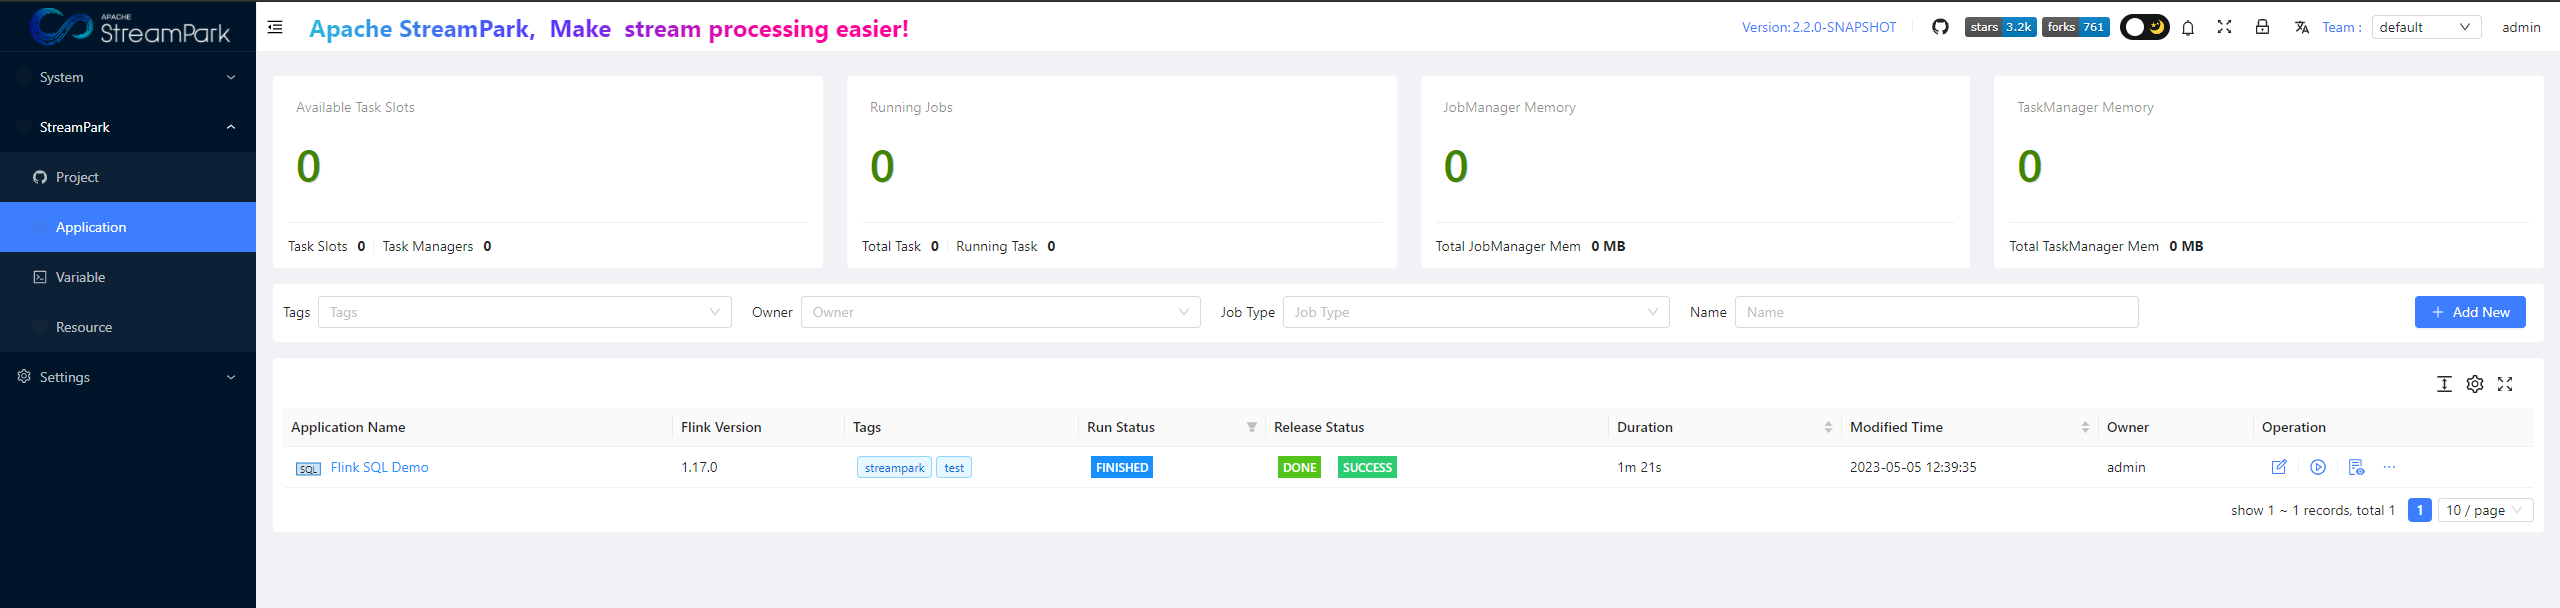 APACHE
StreamPark
Apache StreamPark, Make stream processing easier!
Version: 2.2.0-SNAPSHOT
stars 3.2k
forks 761
Team :
default
admin
System
StreamPark
Project
Application
Variable
Resource
Settings
Available Task Slots
0
Task Slots 0 Task Managers 0
Running Jobs
0
Total Task 0 Running Task 0
JobManager Memory
0
Total JobManager Mem 0 MB
TaskManager Memory
0
Total TaskManager Mem 0 MB
Tags Tags Owner Owner Job Type Job Type Name Name + Add New
Application Name Flink Version Tags Run Status Release Status Duration Modified Time Owner Operation
SQL Flink SQL Demo 1.17.0 streampark test FINISHED DONE SUCCESS 1m 21s 2023-05-05 12:39:35 admin ...
show 1 ~ 1 records, total 1 1 10 / page